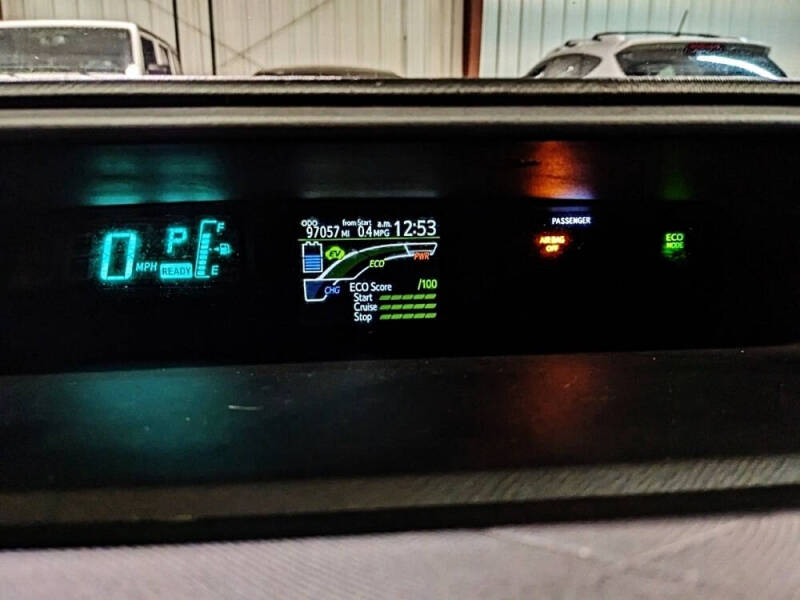 0 MPH
P
READY
F
E
ODO from Start a.m. 12:53
97057 MI 0.4 MPG
EV
ECO
PWR
CHG
ECO Score /100
Start
Cruise
Stop
PASSENGER
AIR BAG
OFF
ECO
MODE